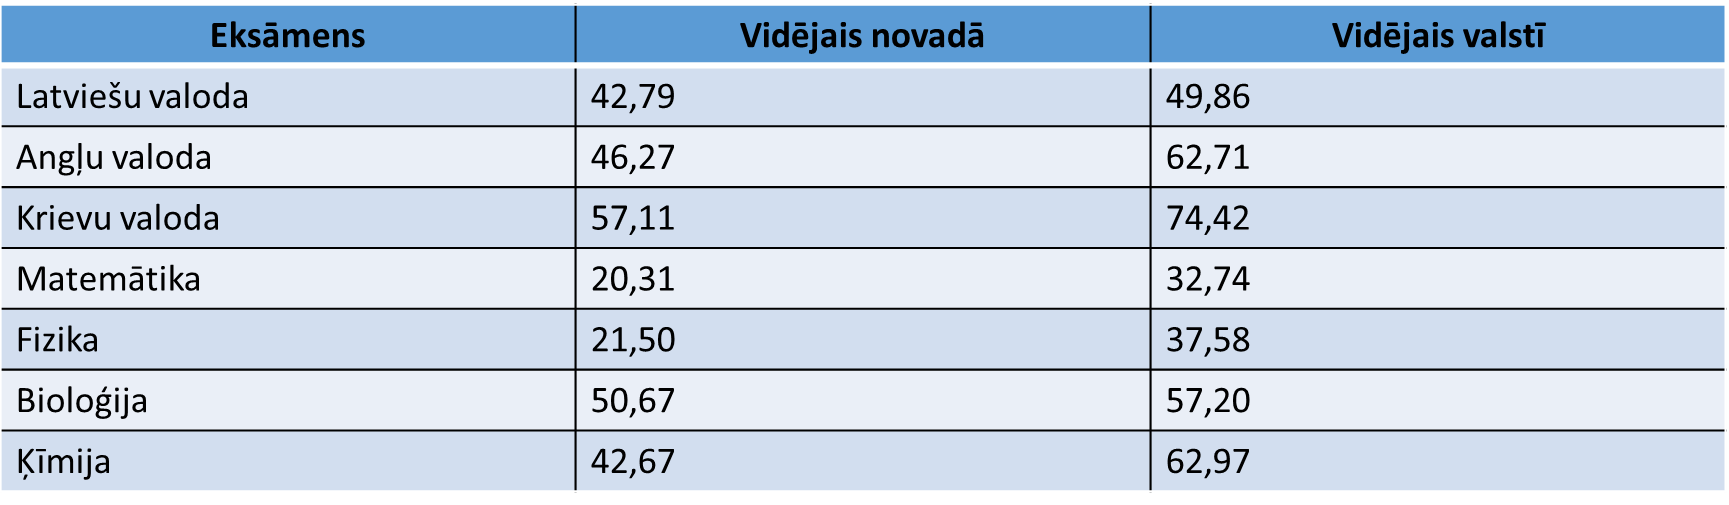 Eksāmens Vidējais novadā Vidējais valstī
Latviešu valoda 42,79 49,86
Angļu valoda 46,27 62,71
Krievu valoda 57,11 74,42
Matemātika 20,31 32,74
Fizika 21,50 37,58
Bioloģija 50,67 57,20
Ķīmija 42,67 62,97